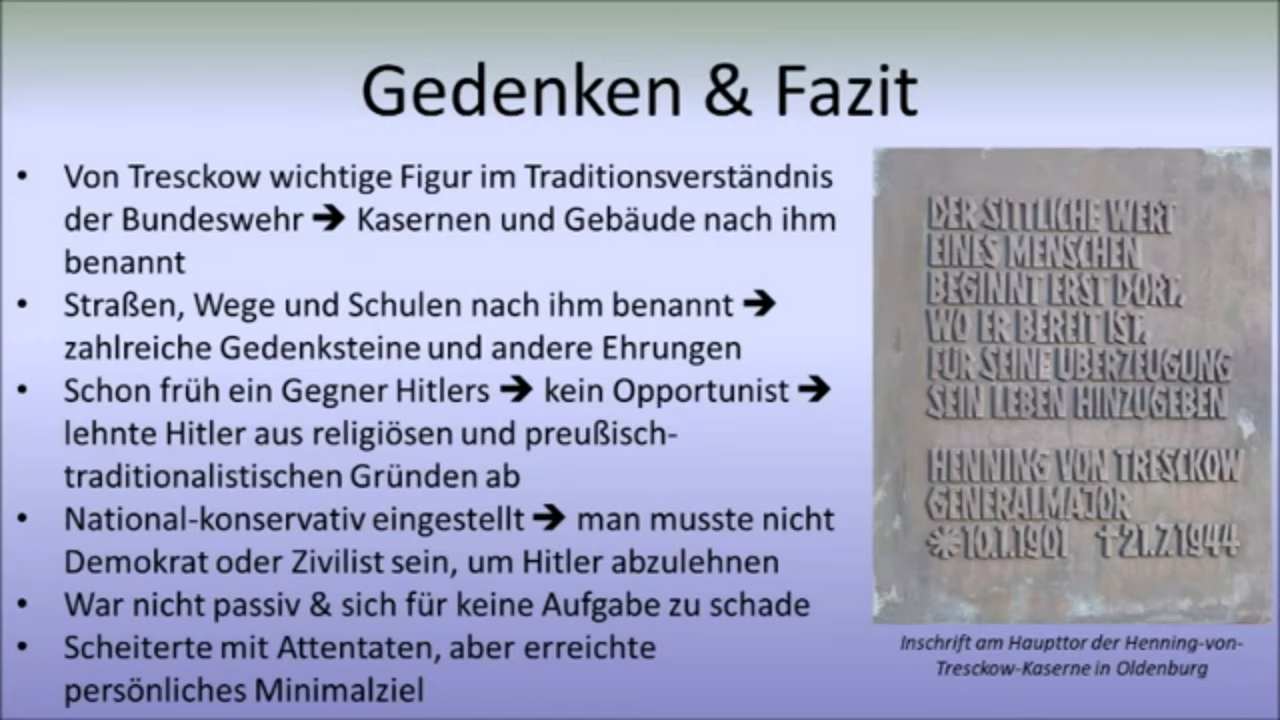 Gedenken & Fazit
• Von Tresckow wichtige Figur im Traditionsverständnis
der Bundeswehr ➔ Kasernen und Gebäude nach ihm
benannt
• Straßen, Wege und Schulen nach ihm benannt ➔
zahlreiche Gedenksteine und andere Ehrungen
• Schon früh ein Gegner Hitlers ➔ kein Opportunist ➔
lehnte Hitler aus religiösen und preußisch-
traditionalistischen Gründen ab
• National-konservativ eingestellt ➔ man musste nicht
Demokrat oder Zivilist sein, um Hitler abzulehnen
• War nicht passiv & sich für keine Aufgabe zu schade
• Scheiterte mit Attentaten, aber erreichte
persönliches Minimalziel
DER SITTLICHE WERT
EINES MENSCHEN
BEGINNT ERST DORT,
WO ER BEREIT IST,
FÜR SEINE ÜBERZEUGUNG
SEIN LEBEN HINZUGEBEN
HENNING VON TRESCKOW
GENERALMAJOR
*10.1.1901 †21.7.1944
Inschrift am Haupttor der Henning-von-
Tresckow-Kaserne in Oldenburg